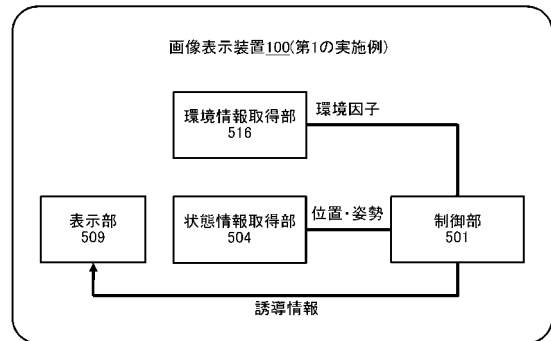 画像表示装置100(第1の実施例)
環境情報取得部
516
環境因子
表示部
509
状態情報取得部
504
位置・姿勢
制御部
501
誘導情報